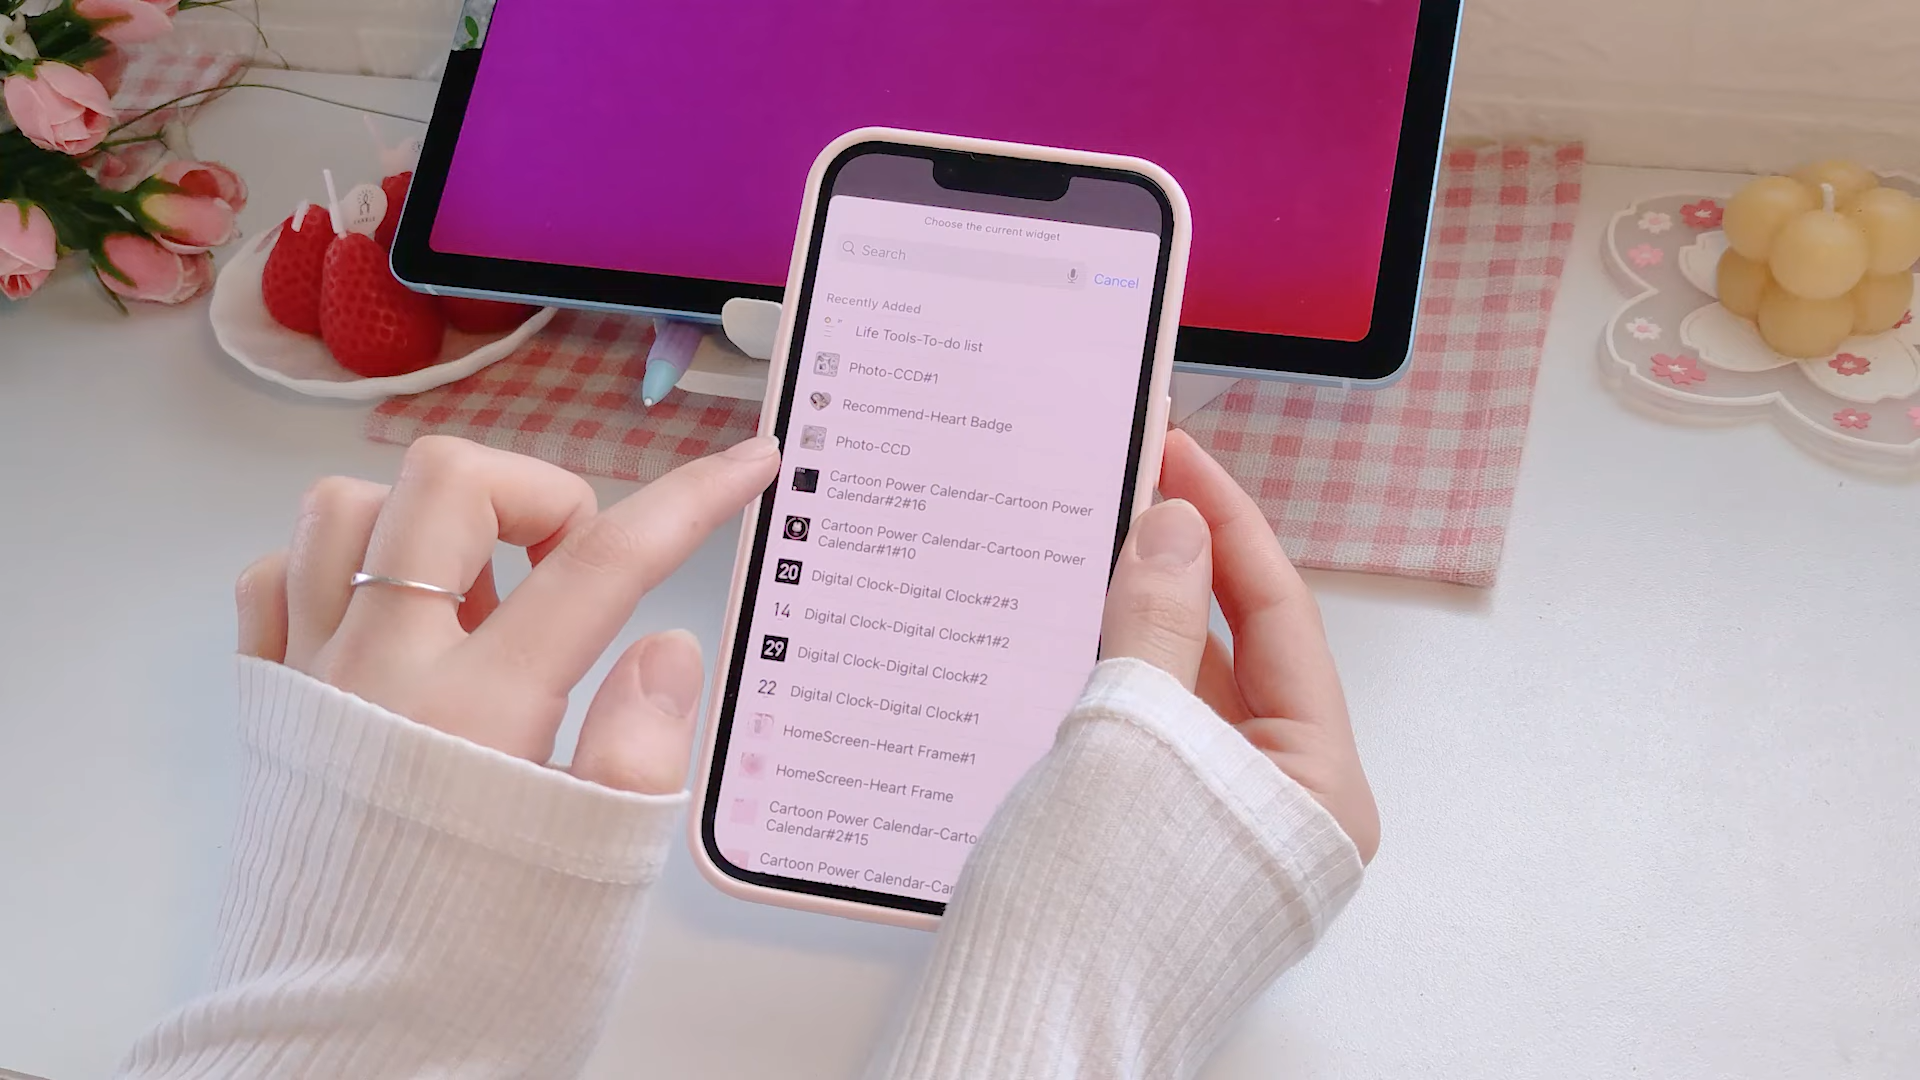 Choose the current widget
Search
Cancel
Recently Added
Life Tools-To-do list
Photo-CCD#1
Recommend-Heart Badge
Photo-CCD
Cartoon Power Calendar-Cartoon Power
Calendar#2#16
Cartoon Power Calendar-Cartoon Power
Calendar#1#10
20 Digital Clock-Digital Clock#2#3
14 Digital Clock-Digital Clock#1#2
29 Digital Clock-Digital Clock#2
22 Digital Clock-Digital Clock#1
HomeScreen-Heart Frame#1
HomeScreen-Heart Frame
Cartoon Power Calendar-Carto
Calendar#2#15
Cartoon Power Calendar-Car